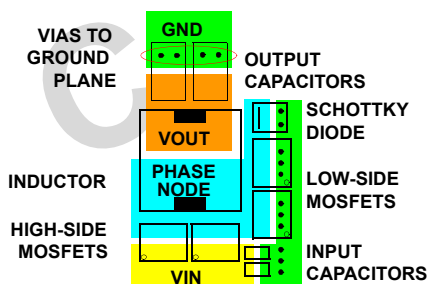 VIAS TO
GROUND
PLANE
GND
OUTPUT
CAPACITORS
VOUT
SCHOTTKY
DIODE
INDUCTOR
PHASE
NODE
LOW-SIDE
MOSFETS
HIGH-SIDE
MOSFETS
VIN
INPUT
CAPACITORS